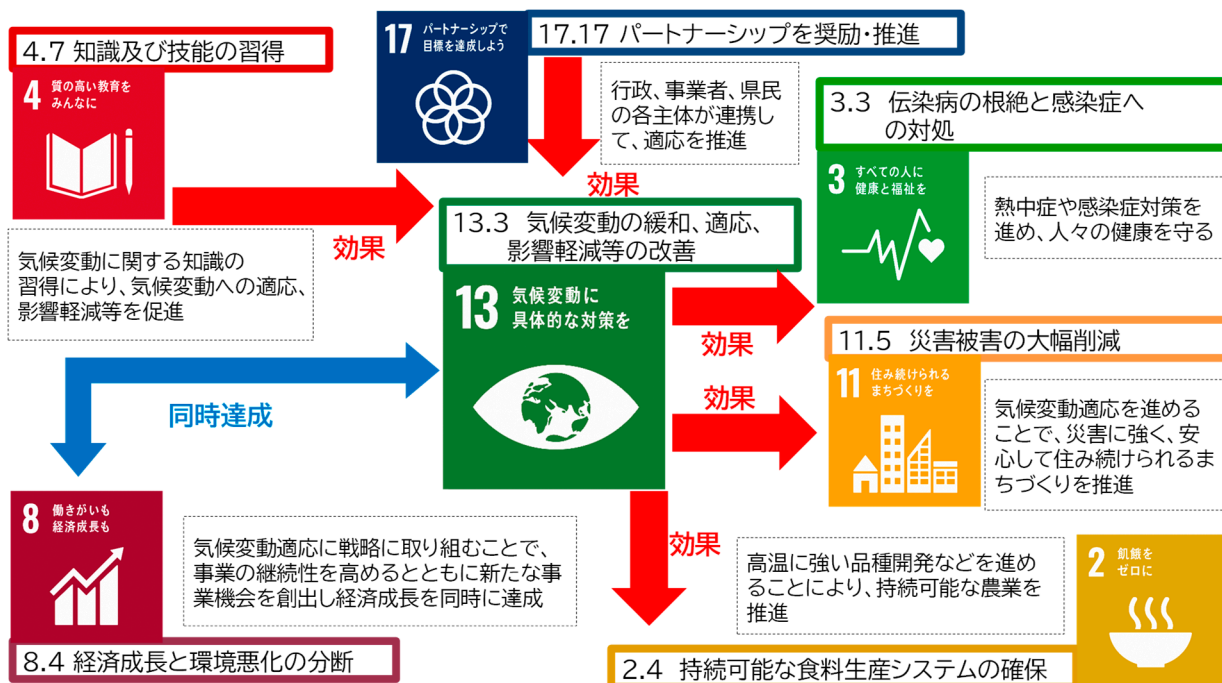 4.7 知識及び技能の習得
4 質の高い教育を
みんなに
気候変動に関する知識の
習得により、気候変動への適応、
影響軽減等を促進
効果
17 パートナーシップで
目標を達成しよう
17.17 パートナーシップを奨励・推進
行政、事業者、県民
の各主体が連携し
て、適応を推進
効果
13.3 気候変動の緩和、適応、
影響軽減等の改善
13 気候変動に
具体的な対策を
3.3 伝染病の根絶と感染症へ
の対処
3 すべての人に
健康と福祉を
熱中症や感染症対策を
進め、人々の健康を守る
効果
11.5 災害被害の大幅削減
11 住み続けられる
まちづくりを
気候変動適応を進める
ことで、災害に強く、安
心して住み続けられるま
ちづくりを推進
効果
同時達成
8 働きがいも
経済成長も
気候変動適応に戦略に取り組むことで、
事業の継続性を高めるとともに新たな事
業機会を創出し経済成長を同時に達成
8.4 経済成長と環境悪化の分断
効果
高温に強い品種開発などを進め
ることにより、持続可能な農業を
推進
2 飢餓を
ゼロに
2.4 持続可能な食料生産システムの確保